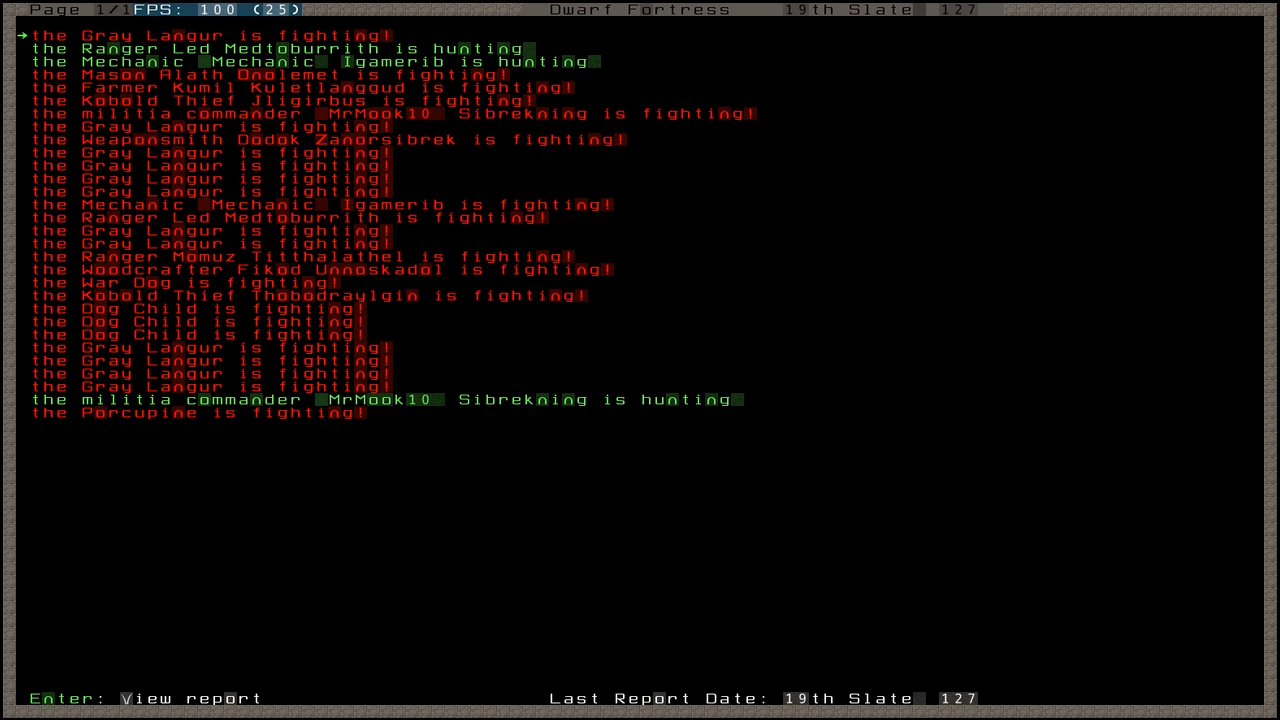 Page 1/1 FPS: 100 (25) Dwarf Fortress 19th Slate 127
the Gray Langur is fighting!
the Ranger Led Medtoburrith is hunting
the Mechanic Mechanic Igamerib is hunting
the Mason Alath Onolemet is fighting!
the Farmer Kumil Kuletlanggud is fighting!
the Kobold Thief Jligirbus is fighting!
the militia commander MrMook10 Sibrekning is fighting!
the Gray Langur is fighting!
the Weaponsmith Dodok Zanorsibrek is fighting!
the Gray Langur is fighting!
the Gray Langur is fighting!
the Gray Langur is fighting!
the Gray Langur is fighting!
the Mechanic Mechanic Igamerib is fighting!
the Ranger Led Medtoburrith is fighting!
the Gray Langur is fighting!
the Gray Langur is fighting!
the Ranger Momuz Titthalathel is fighting!
the Woodcrafter Fikod Unnoskadol is fighting!
the War Dog is fighting!
the Kobold Thief Thobodraylgin is fighting!
the Dog Child is fighting!
the Dog Child is fighting!
the Dog Child is fighting!
the Gray Langur is fighting!
the Gray Langur is fighting!
the Gray Langur is fighting!
the Gray Langur is fighting!
the militia commander MrMook10 Sibrekning is hunting
the Porcupine is fighting!
Enter: View report Last Report Date: 19th Slate 127